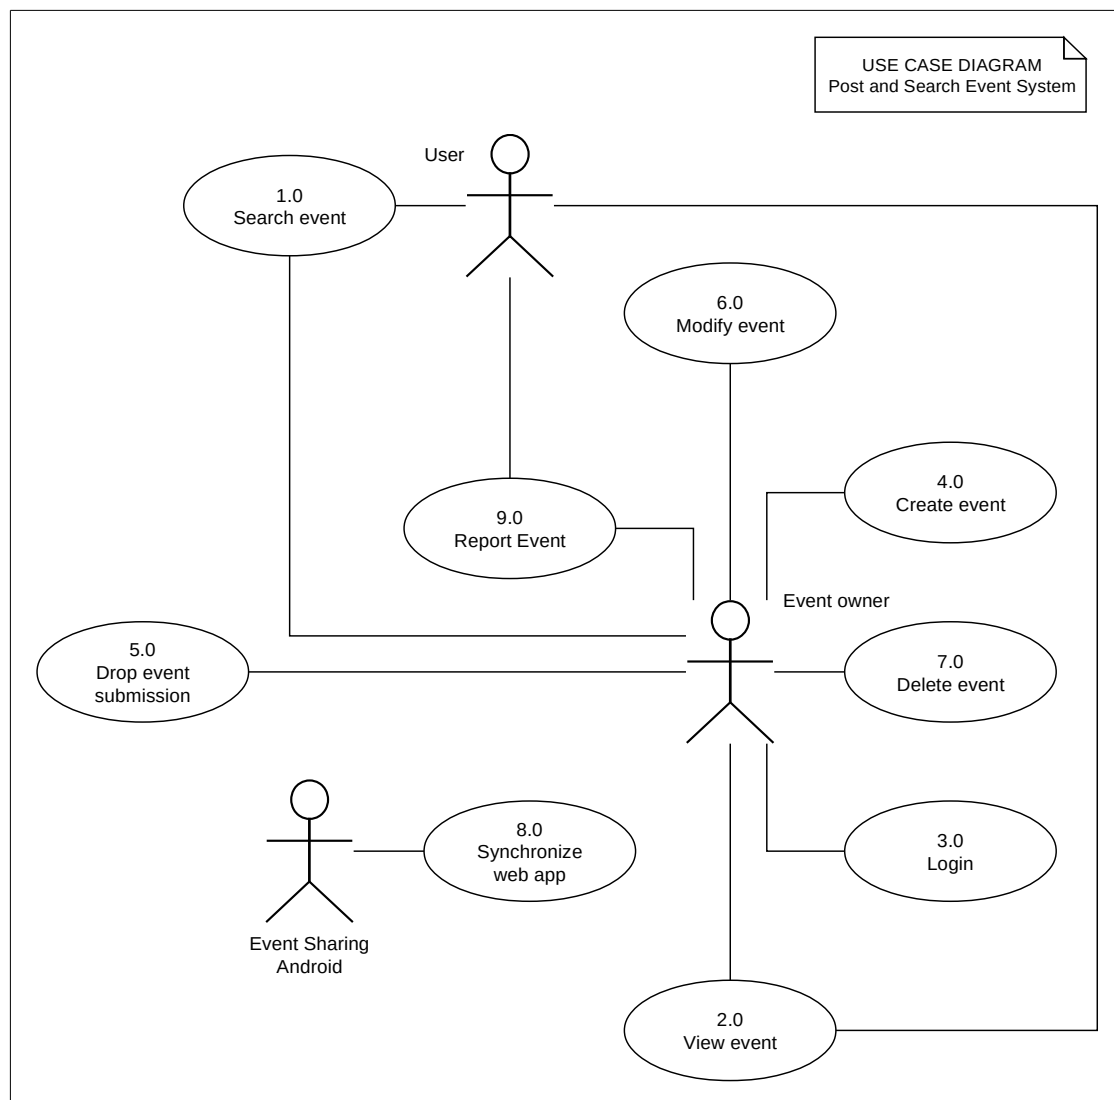 USE CASE DIAGRAM
Post and Search Event System
User
1.0
Search event
6.0
Modify event
4.0
Create event
9.0
Report Event
Event owner
5.0
Drop event
submission
7.0
Delete event
8.0
Synchronize
web app
3.0
Login
Event Sharing
Android
2.0
View event